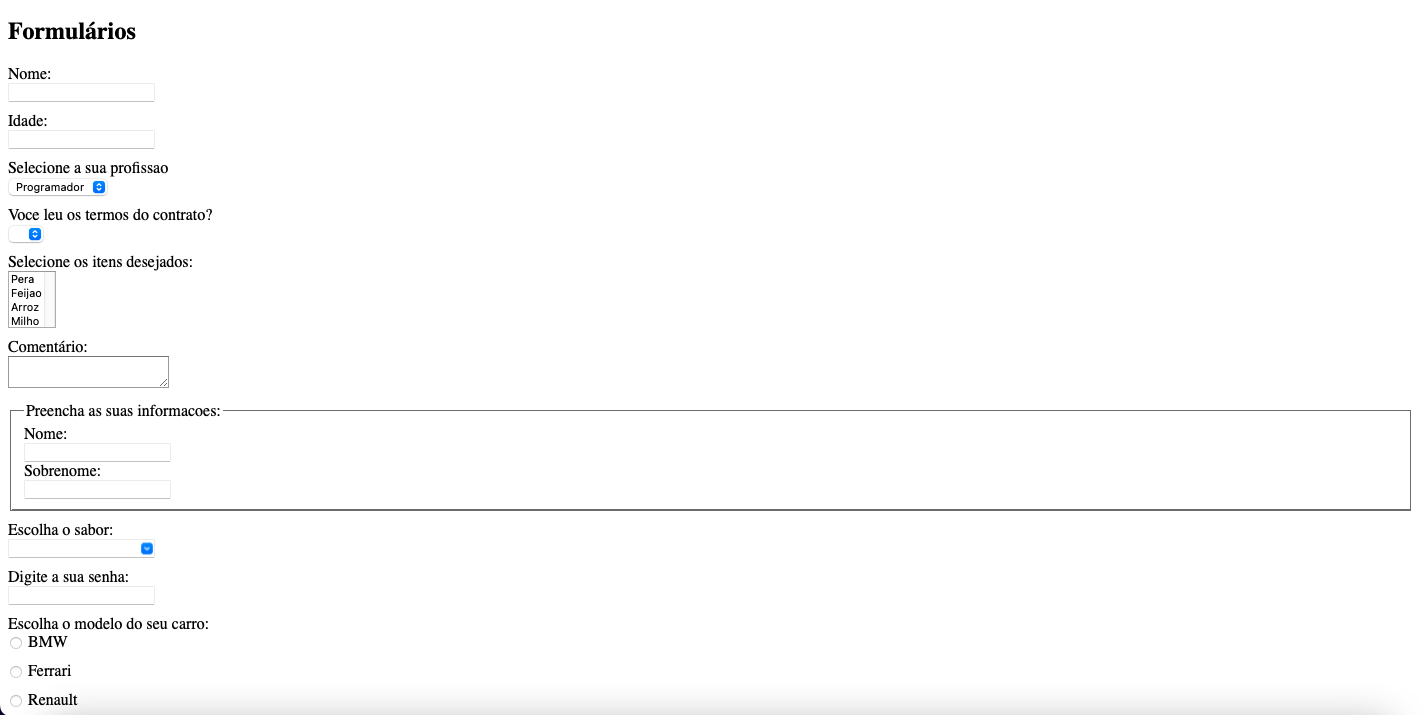 Formulários
Nome:
Idade:
Selecione a sua profissao
Programador
Voce leu os termos do contrato?
Selecione os itens desejados:
Pera
Feijao
Arroz
Milho
Comentário:
Preencha as suas informacoes:
Nome:
Sobrenome:
Escolha o sabor:
Digite a sua senha:
Escolha o modelo do seu carro:
BMW
Ferrari
Renault